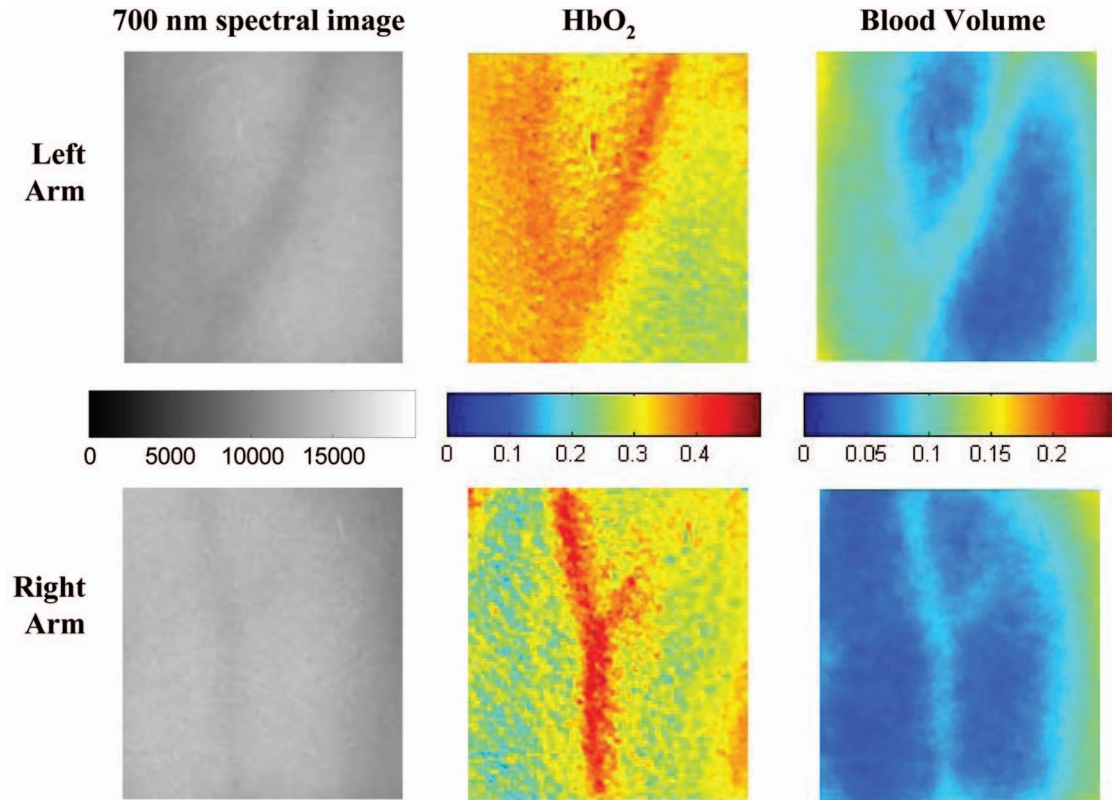 700 nm spectral image HbO₂ Blood Volume
Left
Arm
0 5000 10000 15000 0 0.1 0.2 0.3 0.4 0 0.05 0.1 0.15 0.2
Right
Arm